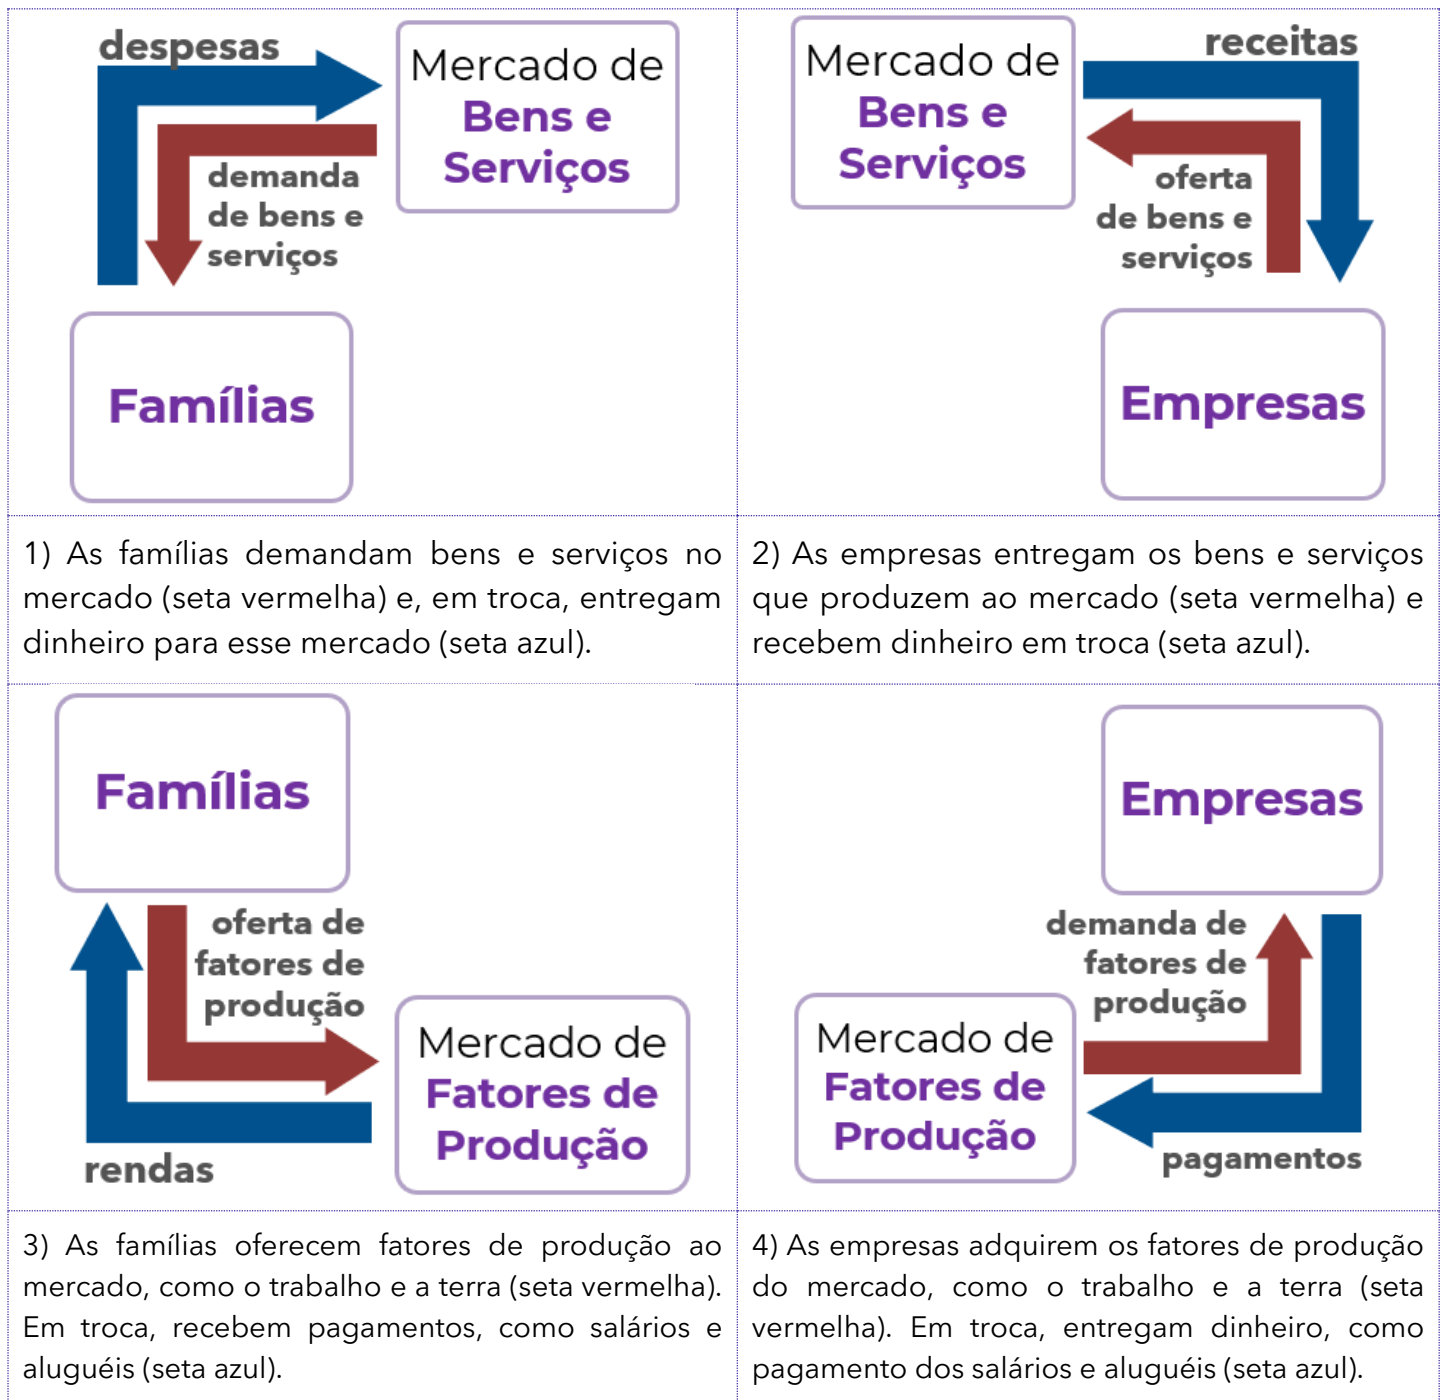 despesas
Mercado de
Bens e
Serviços
demanda
de bens e
serviços
Famílias
receitas
Mercado de
Bens e
Serviços
oferta
de bens e
serviços
Empresas
1) As famílias demandam bens e serviços no
mercado (seta vermelha) e, em troca, entregam
dinheiro para esse mercado (seta azul).
2) As empresas entregam os bens e serviços
que produzem ao mercado (seta vermelha) e
recebem dinheiro em troca (seta azul).
Famílias
oferta de
fatores de
produção
Mercado de
Fatores de
Produção
rendas
Empresas
demanda de
fatores de
produção
Mercado de
Fatores de
Produção
pagamentos
3) As famílias oferecem fatores de produção ao
mercado, como o trabalho e a terra (seta vermelha).
Em troca, recebem pagamentos, como salários e
aluguéis (seta azul).
4) As empresas adquirem os fatores de produção
do mercado, como o trabalho e a terra (seta
vermelha). Em troca, entregam dinheiro, como
pagamento dos salários e aluguéis (seta azul).